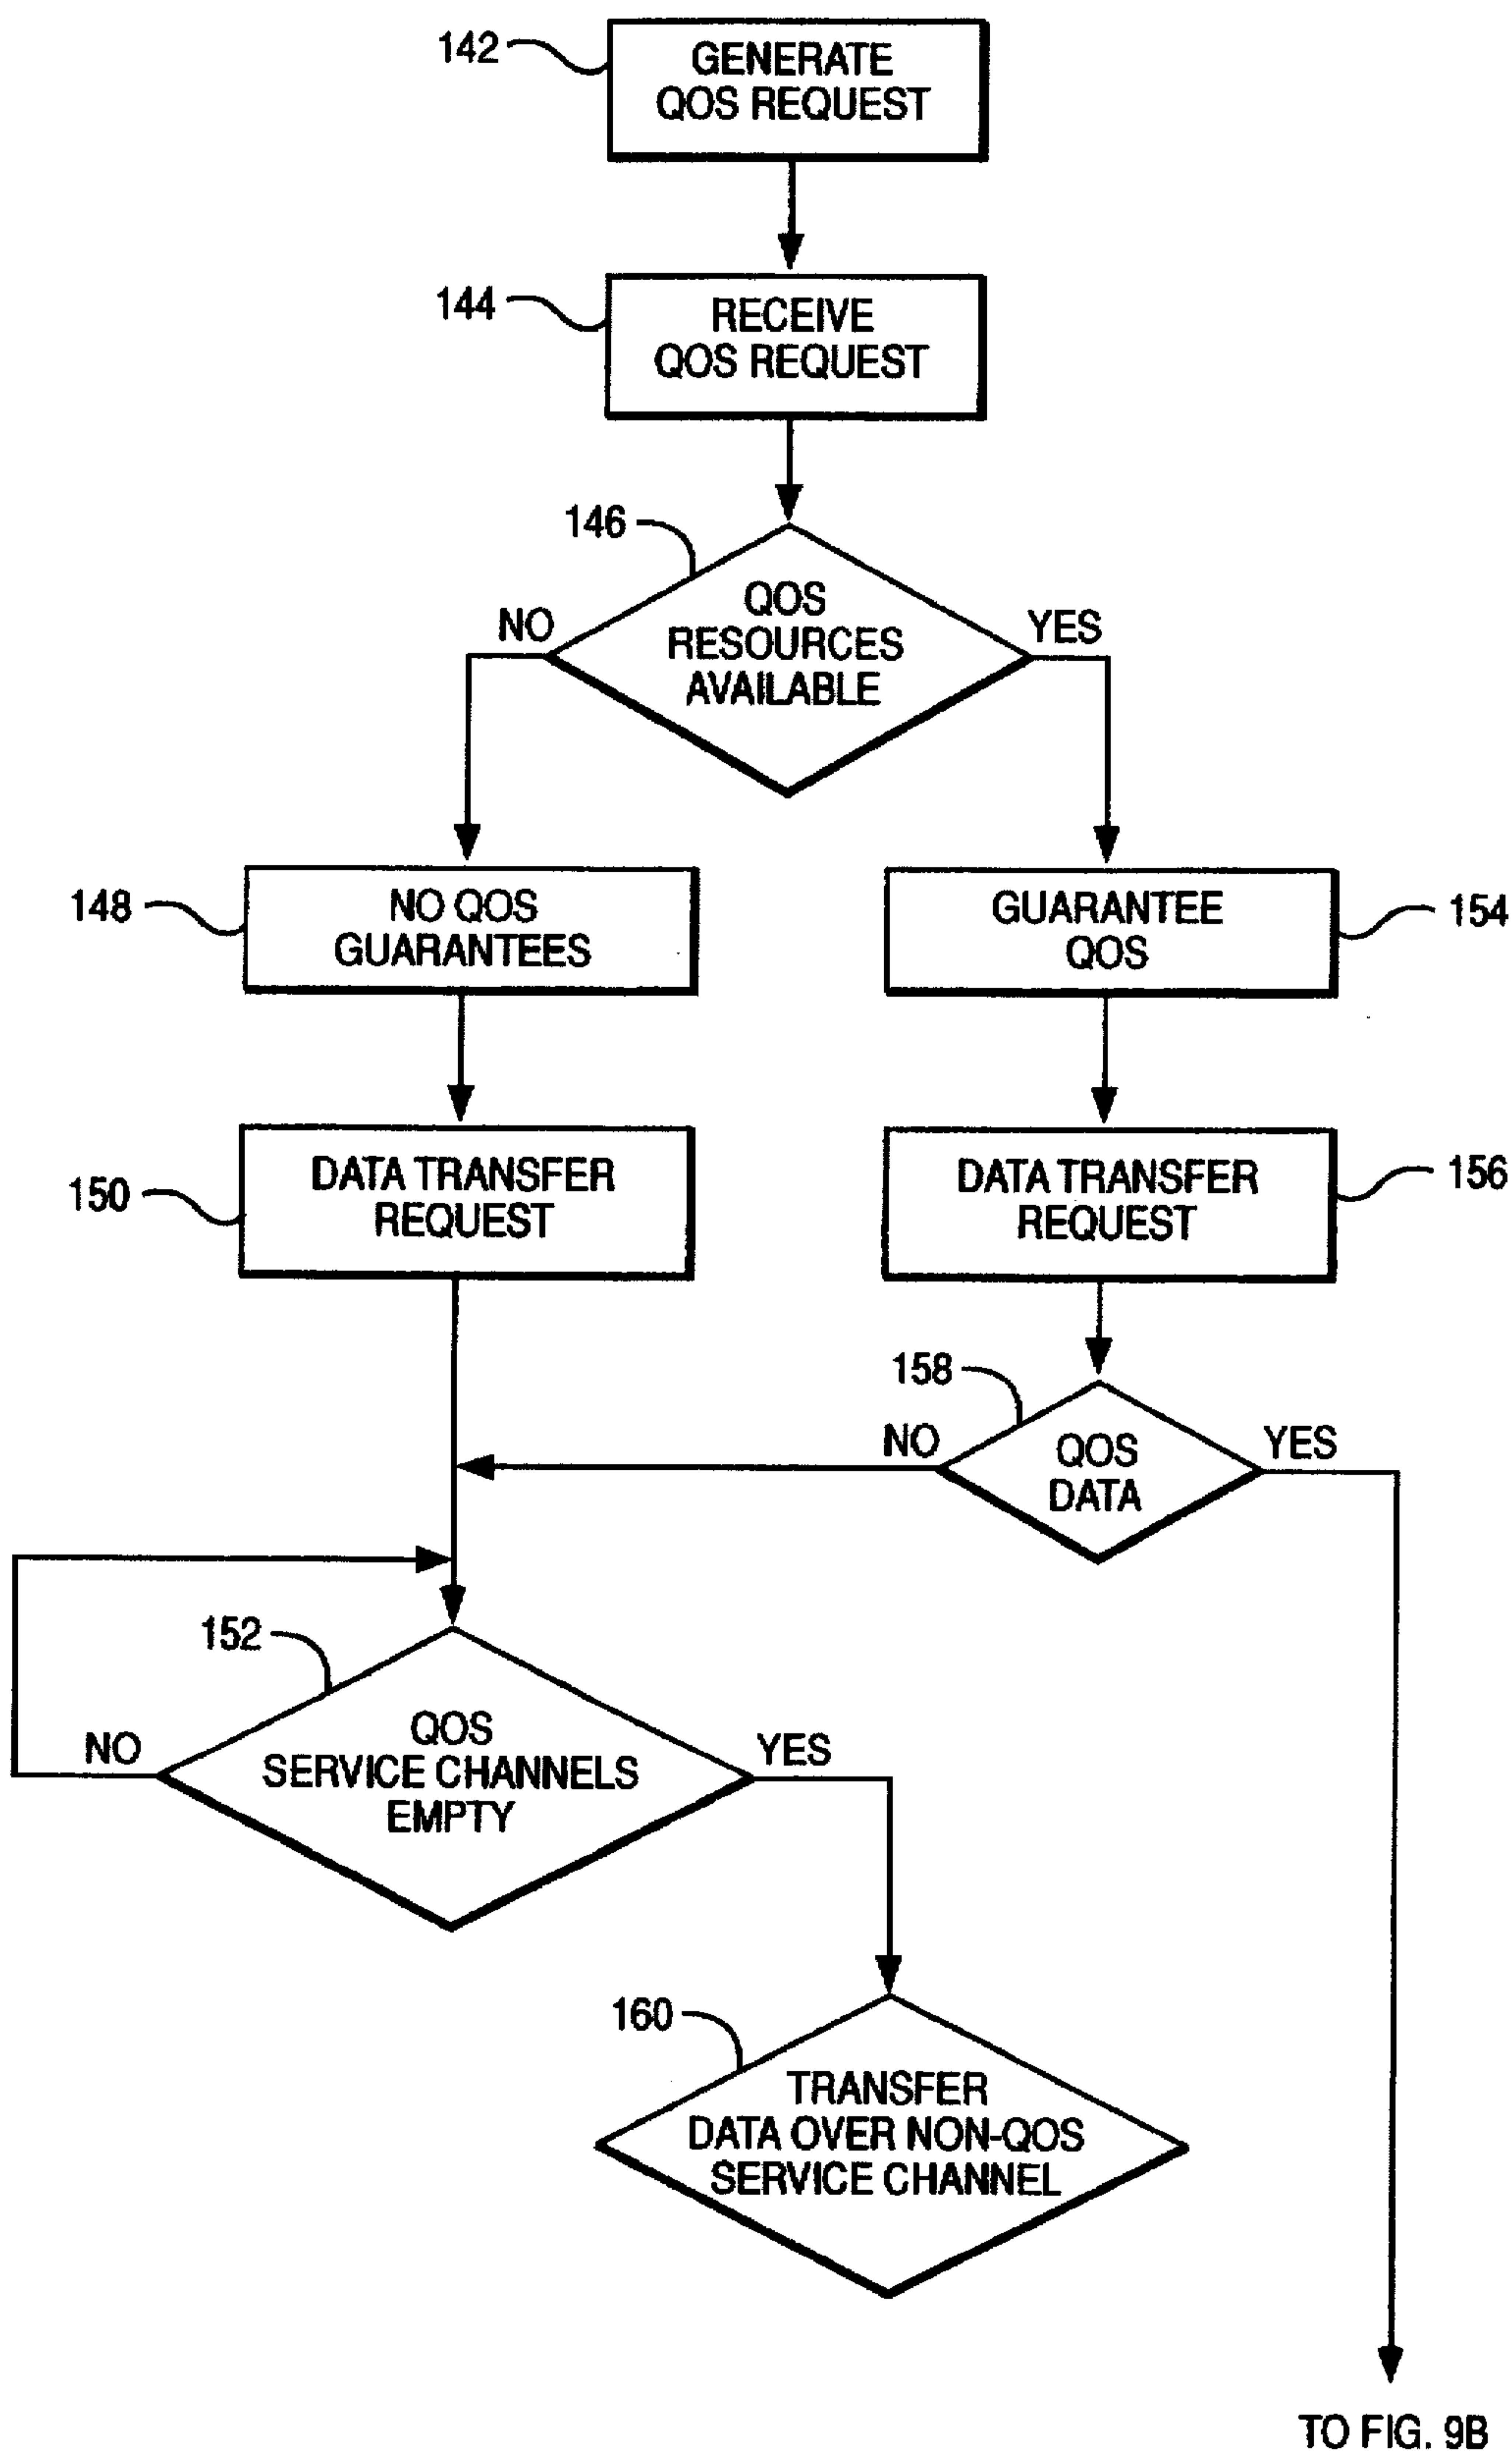 142
GENERATE
QOS REQUEST
144
RECEIVE
QOS REQUEST
146
QOS
RESOURCES
AVAILABLE
NO
YES
148
NO QOS
GUARANTEES
GUARANTEE
QOS
154
150
DATA TRANSFER
REQUEST
DATA TRANSFER
REQUEST
156
158
NO
QOS
DATA
YES
152
NO
QOS
SERVICE CHANNELS
EMPTY
YES
160
TRANSFER
DATA OVER NON-QOS
SERVICE CHANNEL
TO FIG. 9B